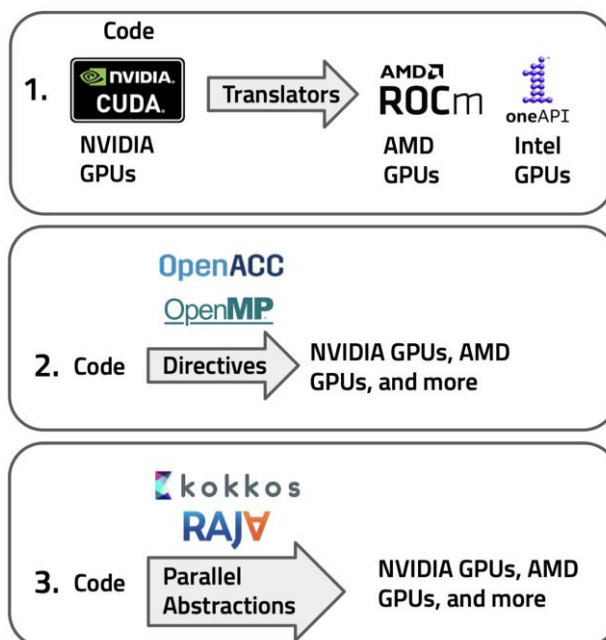 Code
1.
NVIDIA.
CUDA.
Translators
AMD
ROCm
oneAPI
NVIDIA
GPUs
AMD
GPUs
Intel
GPUs
OpenACC
OpenMP
2. Code
Directives
NVIDIA GPUs, AMD
GPUs, and more
kokkos
RAJA
3. Code
Parallel
Abstractions
NVIDIA GPUs, AMD
GPUs, and more